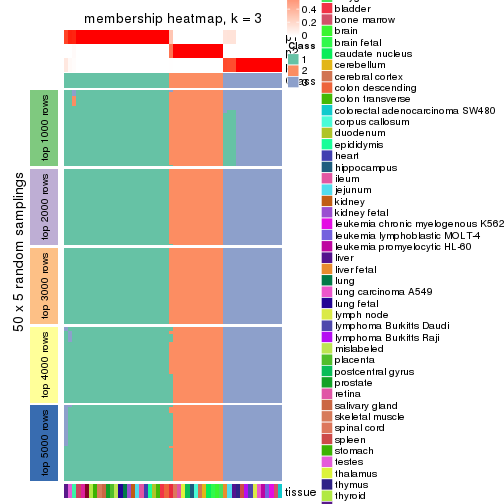 membership heatmap, k = 3
50 x 5 random samplings
top 1000 rows
top 2000 rows
top 3000 rows
top 4000 rows
top 5000 rows
0.4
0.2
0
Class
1
2
tissue
bladder
bone marrow
brain
brain fetal
caudate nucleus
cerebellum
cerebral cortex
colon descending
colon transverse
colorectal adenocarcinoma SW480
corpus callosum
duodenum
epididymis
heart
hippocampus
ileum
jejunum
kidney
kidney fetal
leukemia chronic myelogenous K562
leukemia lymphoblastic MOLT-4
leukemia promyelocytic HL-60
liver
liver fetal
lung
lung carcinoma A549
lung fetal
lymph node
lymphoma Burkitts Daudi
lymphoma Burkitts Raji
mislabeled
placenta
postcentral gyrus
prostate
retina
salivary gland
skeletal muscle
spinal cord
spleen
stomach
testes
thalamus
thymus
thyroid